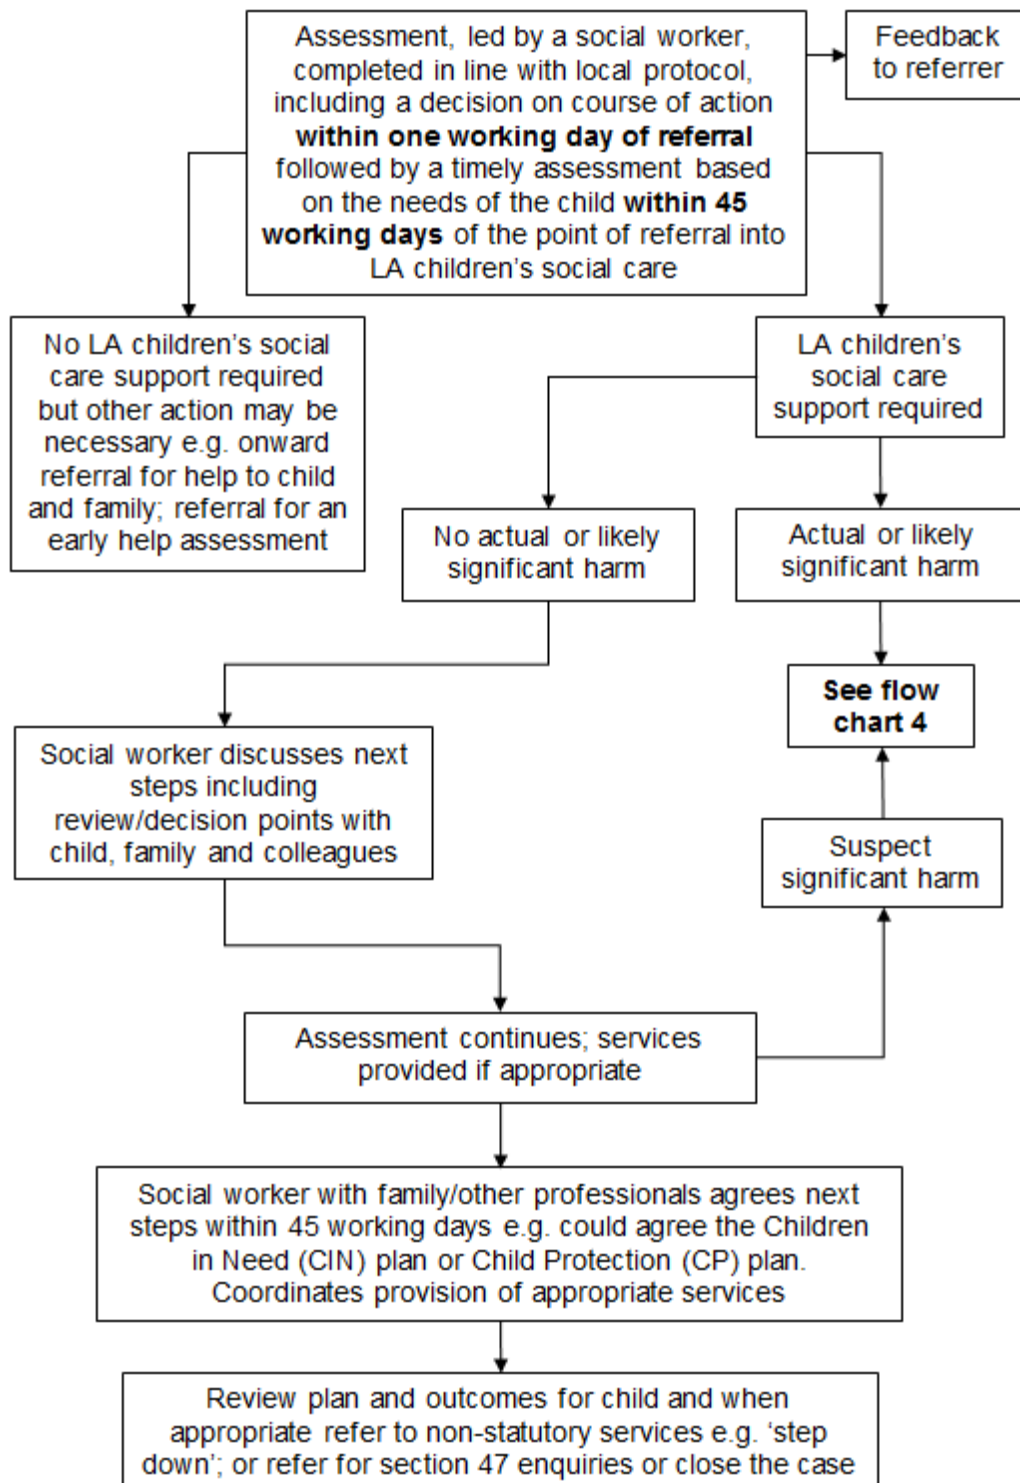 Assessment, led by a social worker,
completed in line with local protocol,
including a decision on course of action
within one working day of referral
followed by a timely assessment based
on the needs of the child within 45
working days of the point of referral into
LA children's social care
Feedback
to referrer
No LA children's social
care support required
but other action may be
necessary e.g. onward
referral for help to child
and family; referral for an
early help assessment
LA children's
social care
support required
No actual or likely
significant harm
Actual or likely
significant harm
See flow
chart 4
Social worker discusses next
steps including
review/decision points with
child, family and colleagues
Suspect
significant harm
Assessment continues; services
provided if appropriate
Social worker with family/other professionals agrees next
steps within 45 working days e.g. could agree the Children
in Need (CIN) plan or Child Protection (CP) plan.
Coordinates provision of appropriate services
Review plan and outcomes for child and when
appropriate refer to non-statutory services e.g. ‘step
down’; or refer for section 47 enquiries or close the case